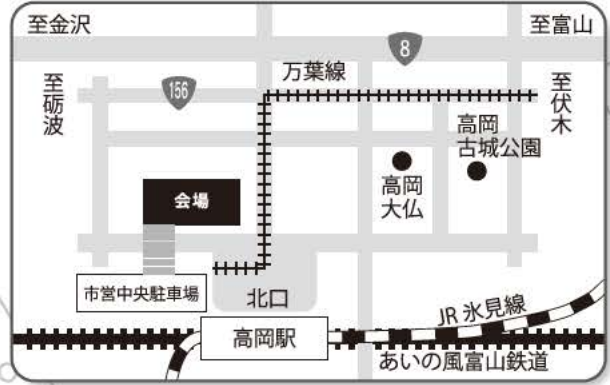 至金沢
至富山
8
万葉線
156
至砺波
至伏木
高岡
古城公園
高岡
大仏
会場
市営中央駐車場
北口
高岡駅
JR 氷見線
あいの風富山鉄道